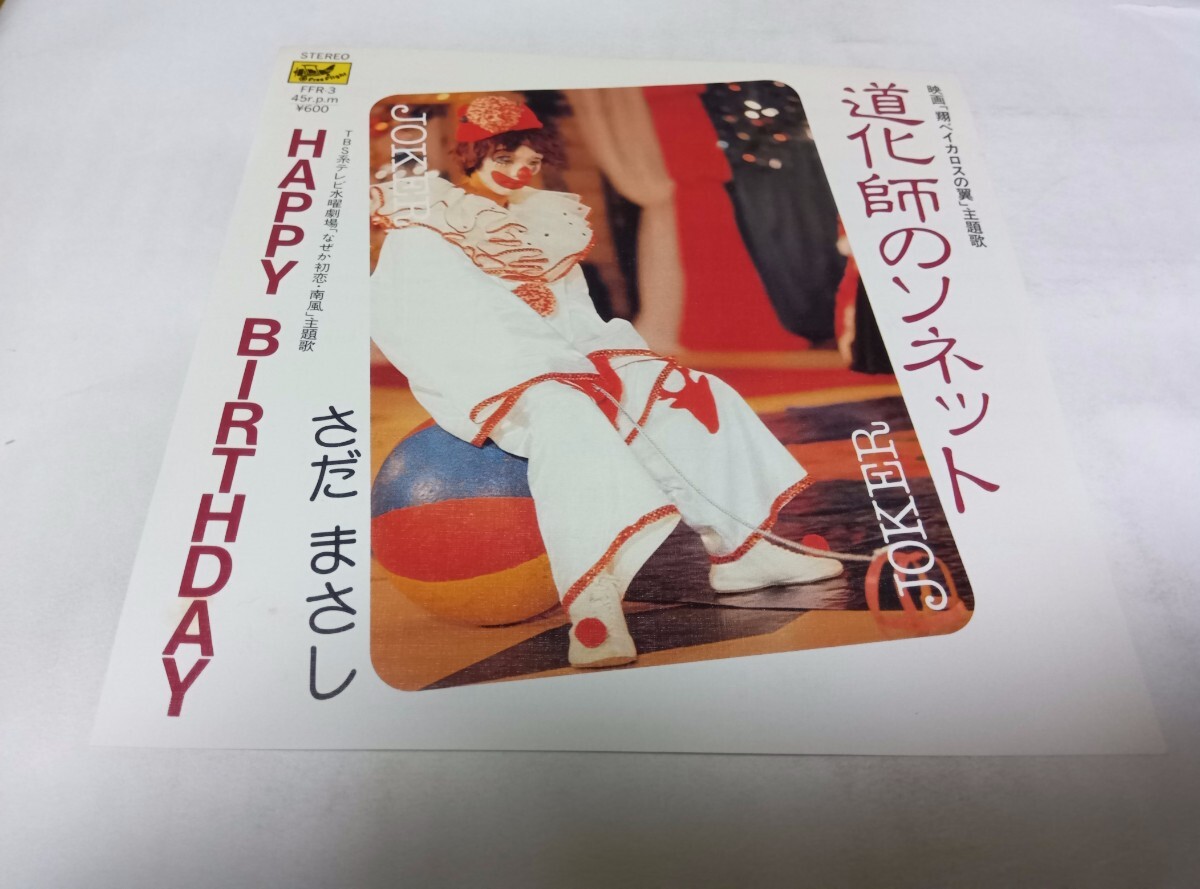 STEREO
Free Flight
FFR-3
45r.p.m
¥600
映画「翔べイカロスの翼」主題歌
道化師のソネット
JOKER
JOKER
TBS系テレビ水曜劇場「なぜか初恋・南風」主題歌
HAPPY BIRTHDAY
さだ まさし